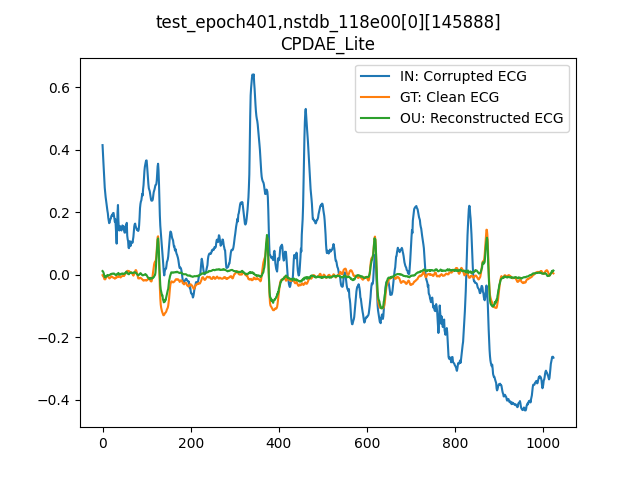 test_epoch401,nstdb_118e00[0][145888]
CPDAE_Lite
IN: Corrupted ECG
GT: Clean ECG
OU: Reconstructed ECG
0.6
0.4
0.2
0.0
−0.2
−0.4
0 200 400 600 800 1000